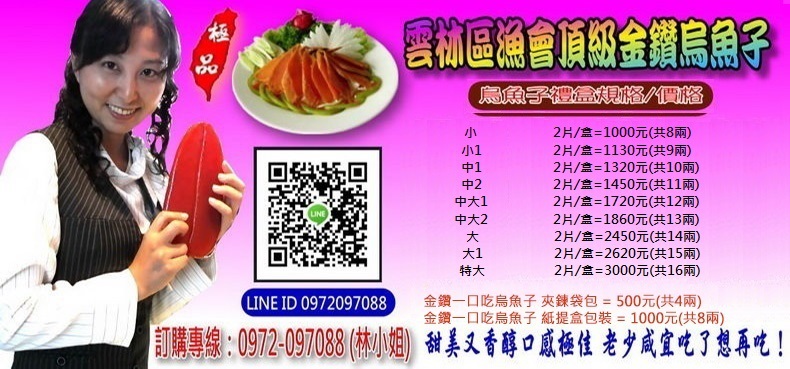 極品
雲林區漁會頂級金鑽烏魚子
烏魚子禮盒規格/價格
小 2片/盒=1000元(共8兩)
小1 2片/盒=1130元(共9兩)
中1 2片/盒=1320元(共10兩)
中2 2片/盒=1450元(共11兩)
中大1 2片/盒=1720元(共12兩)
中大2 2片/盒=1860元(共13兩)
大 2片/盒=2450元(共14兩)
大1 2片/盒=2620元(共15兩)
特大 2片/盒=3000元(共16兩)
LINE
LINE ID 0972097088
金鑽一口吃烏魚子 夾鍊袋包 = 500元(共4兩)
金鑽一口吃烏魚子 紙提盒包裝 = 1000元(共8兩)
訂購專線：0972-097088 (林小姐)
甜美又香醇口感極佳 老少咸宜吃了想再吃！